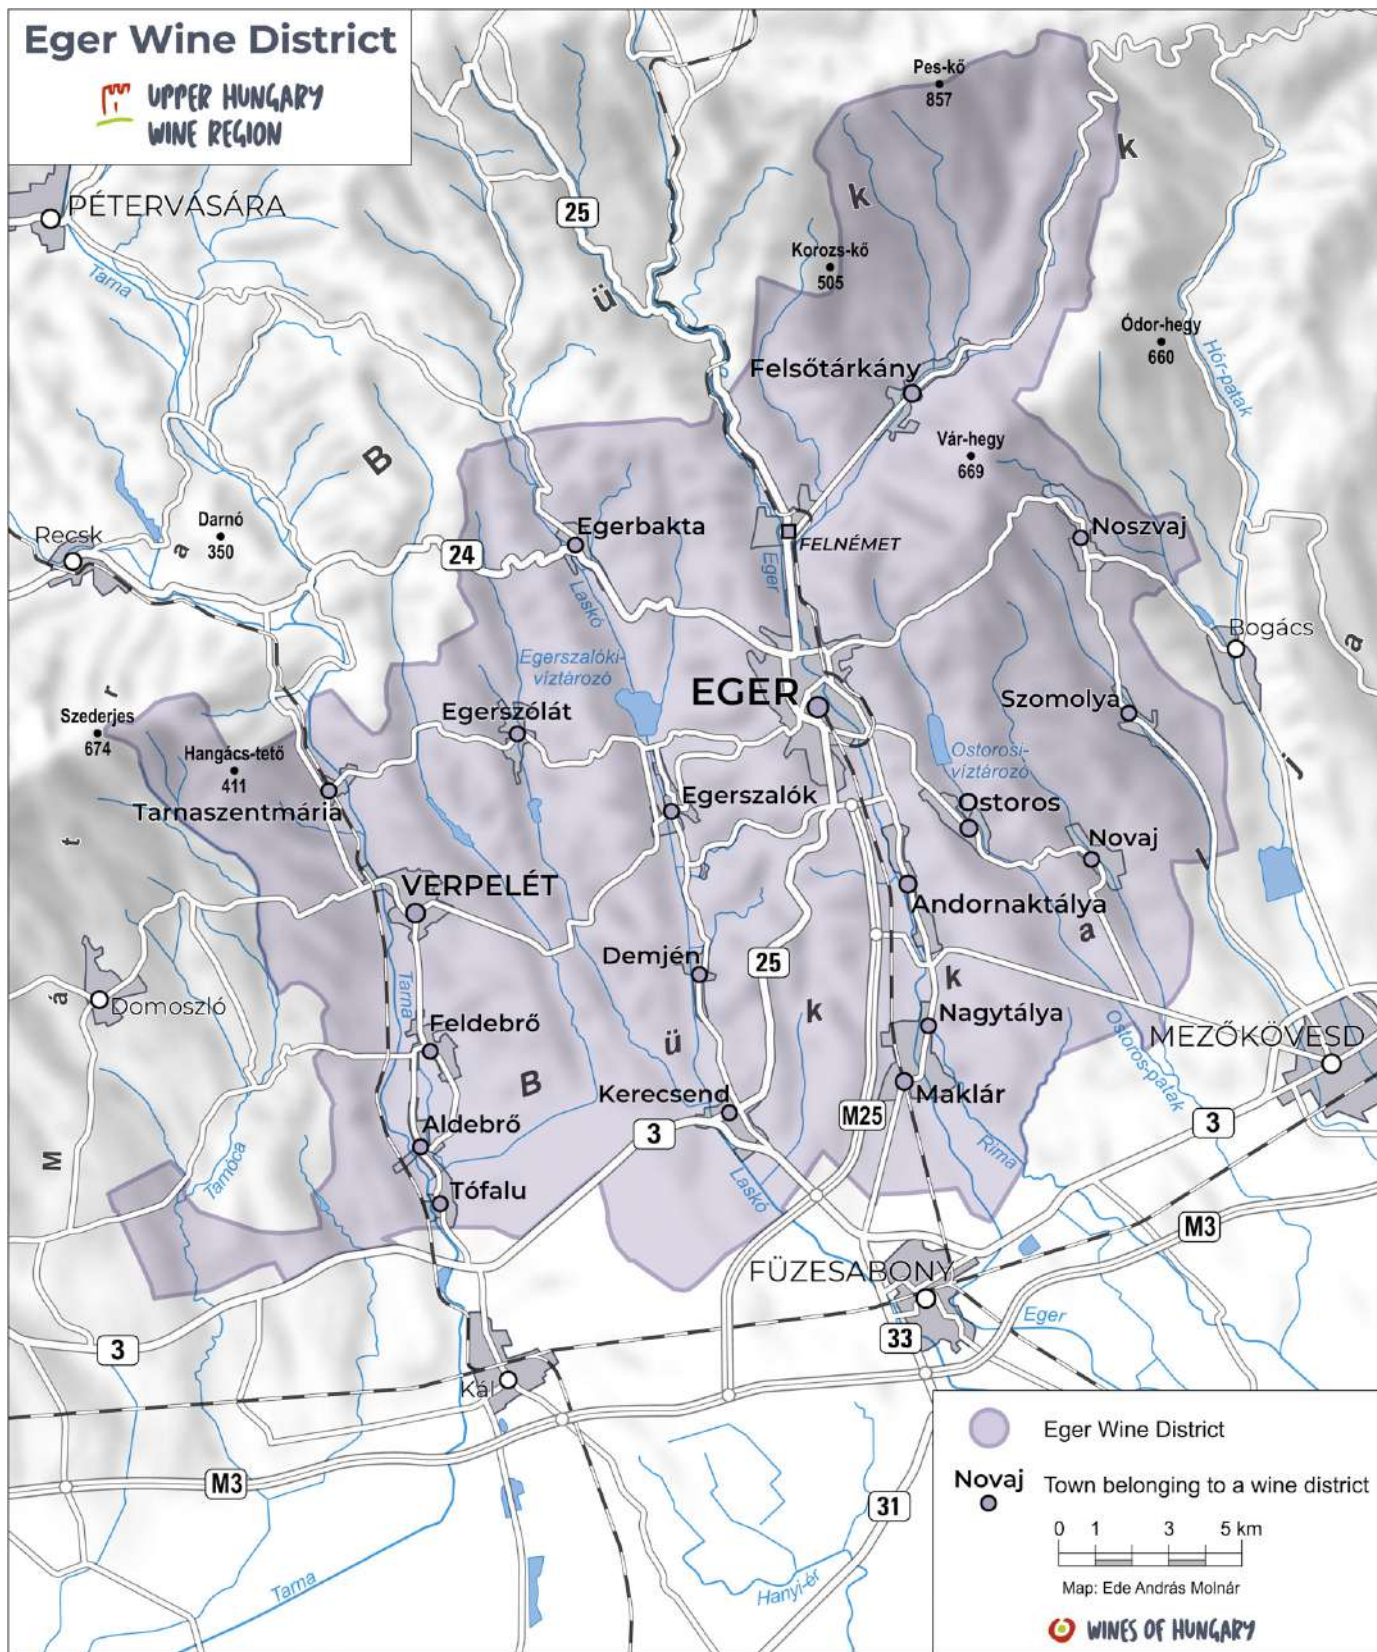 Eger Wine District
UPPER HUNGARY
WINE REGION
Pes-kő
857
k
k
PÉTERVÁSÁRA
25
Korozs-kő
505
Tarna
ü
Ódor-hegy
660
Hór-patak
Felsőtárkány
B
Vár-hegy
669
Darnó
350
Recsk
a
24
Egerbakta
FELNÉMET
Noszvaj
Eger
Laskó
Bogács
a
Egerszalóki-
víztározó
r
EGER
Szomolya
Szederjes
674
Egerszólát
Hangács-tető
411
Ostorosi-
víztározó
j
Tarnaszentmária
Egerszalók
Ostoros
t
Novaj
l
VERPELÉT
Andornaktálya
a
Demjén
25
k
á
Domoszló
Tarna
k
Nagytálya
Feldebrő
ü
Ostoros-patak
MEZŐKÖVESD
B
Kerecsend
Maklár
M25
3
3
Aldebrő
Rima
M
Tamóca
Tófalu
Laskó
M3
FÜZESABONY
Eger
33
3
Kál
M3
31
Tarna
Hanyi-ér
Eger Wine District
Novaj
Town belonging to a wine district
0 1 3 5 km
Map: Ede András Molnár
WINES OF HUNGARY